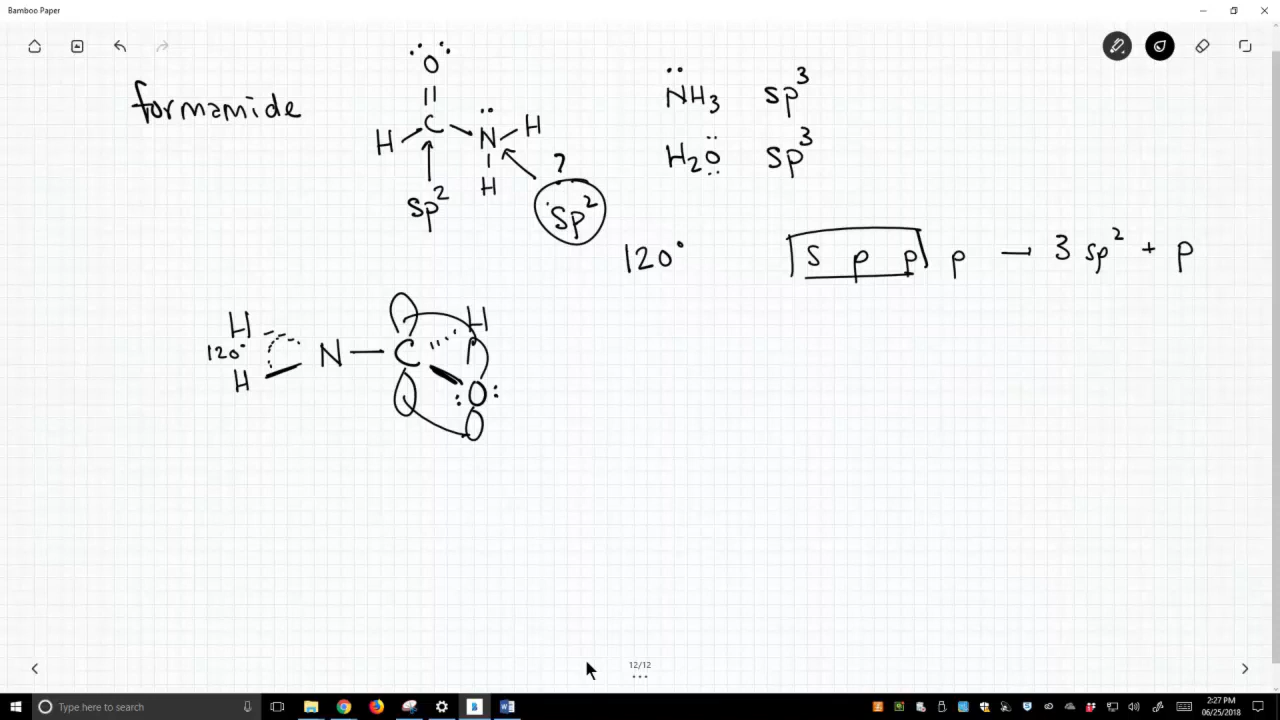 Bamboo Paper
formamide
O
C
H
N
H
H
?
sp²
sp²
NH₃ sp³
H₂O sp³
120°
s p p p → 3 sp² + p
H
120°
H
N — C
H
O
12/12
Type here to search
2:27 PM
06/25/2018